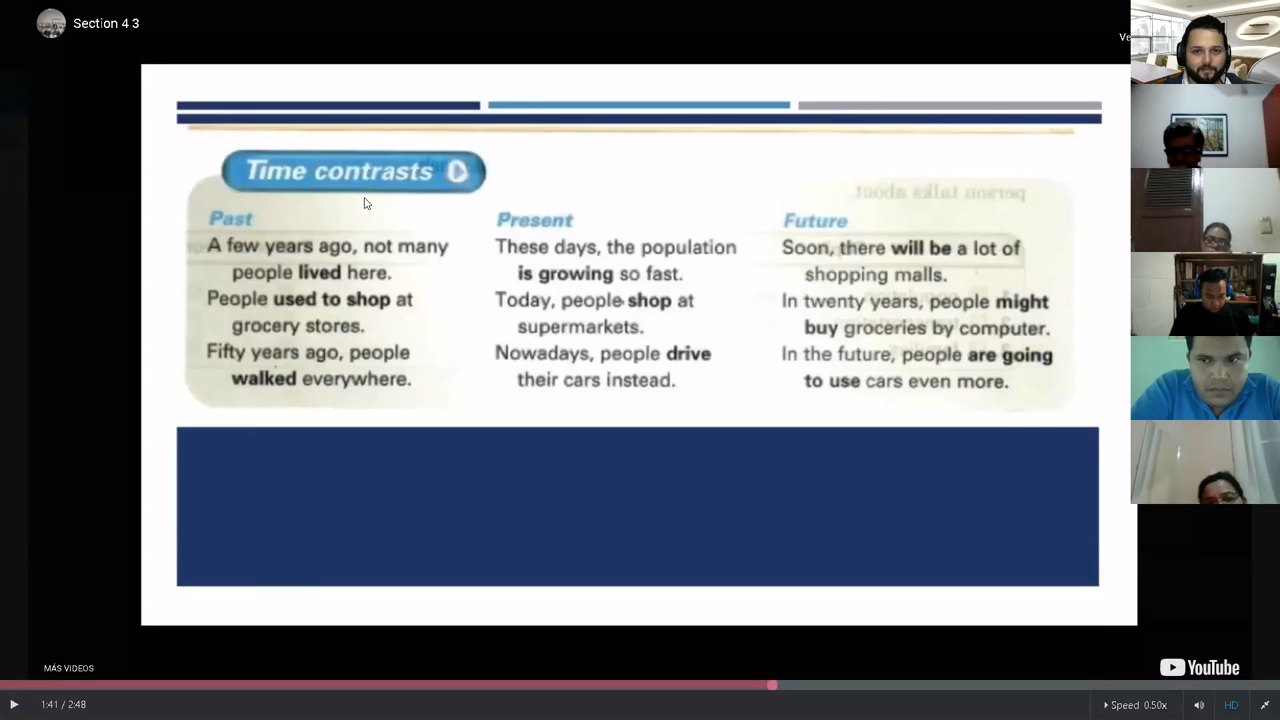 Section 4 3
Ve
Time contrasts
person talks about.
Past
A few years ago, not many
people lived here.
People used to shop at
grocery stores.
Fifty years ago, people
walked everywhere.
Present
These days, the population
is growing so fast.
Today, people shop at
supermarkets.
Nowadays, people drive
their cars instead.
Future
Soon, there will be a lot of
shopping malls.
In twenty years, people might
buy groceries by computer.
In the future, people are going
to use cars even more.
MÁS VIDEOS
YouTube
1:41 / 2:48
Speed 0.50x
HD